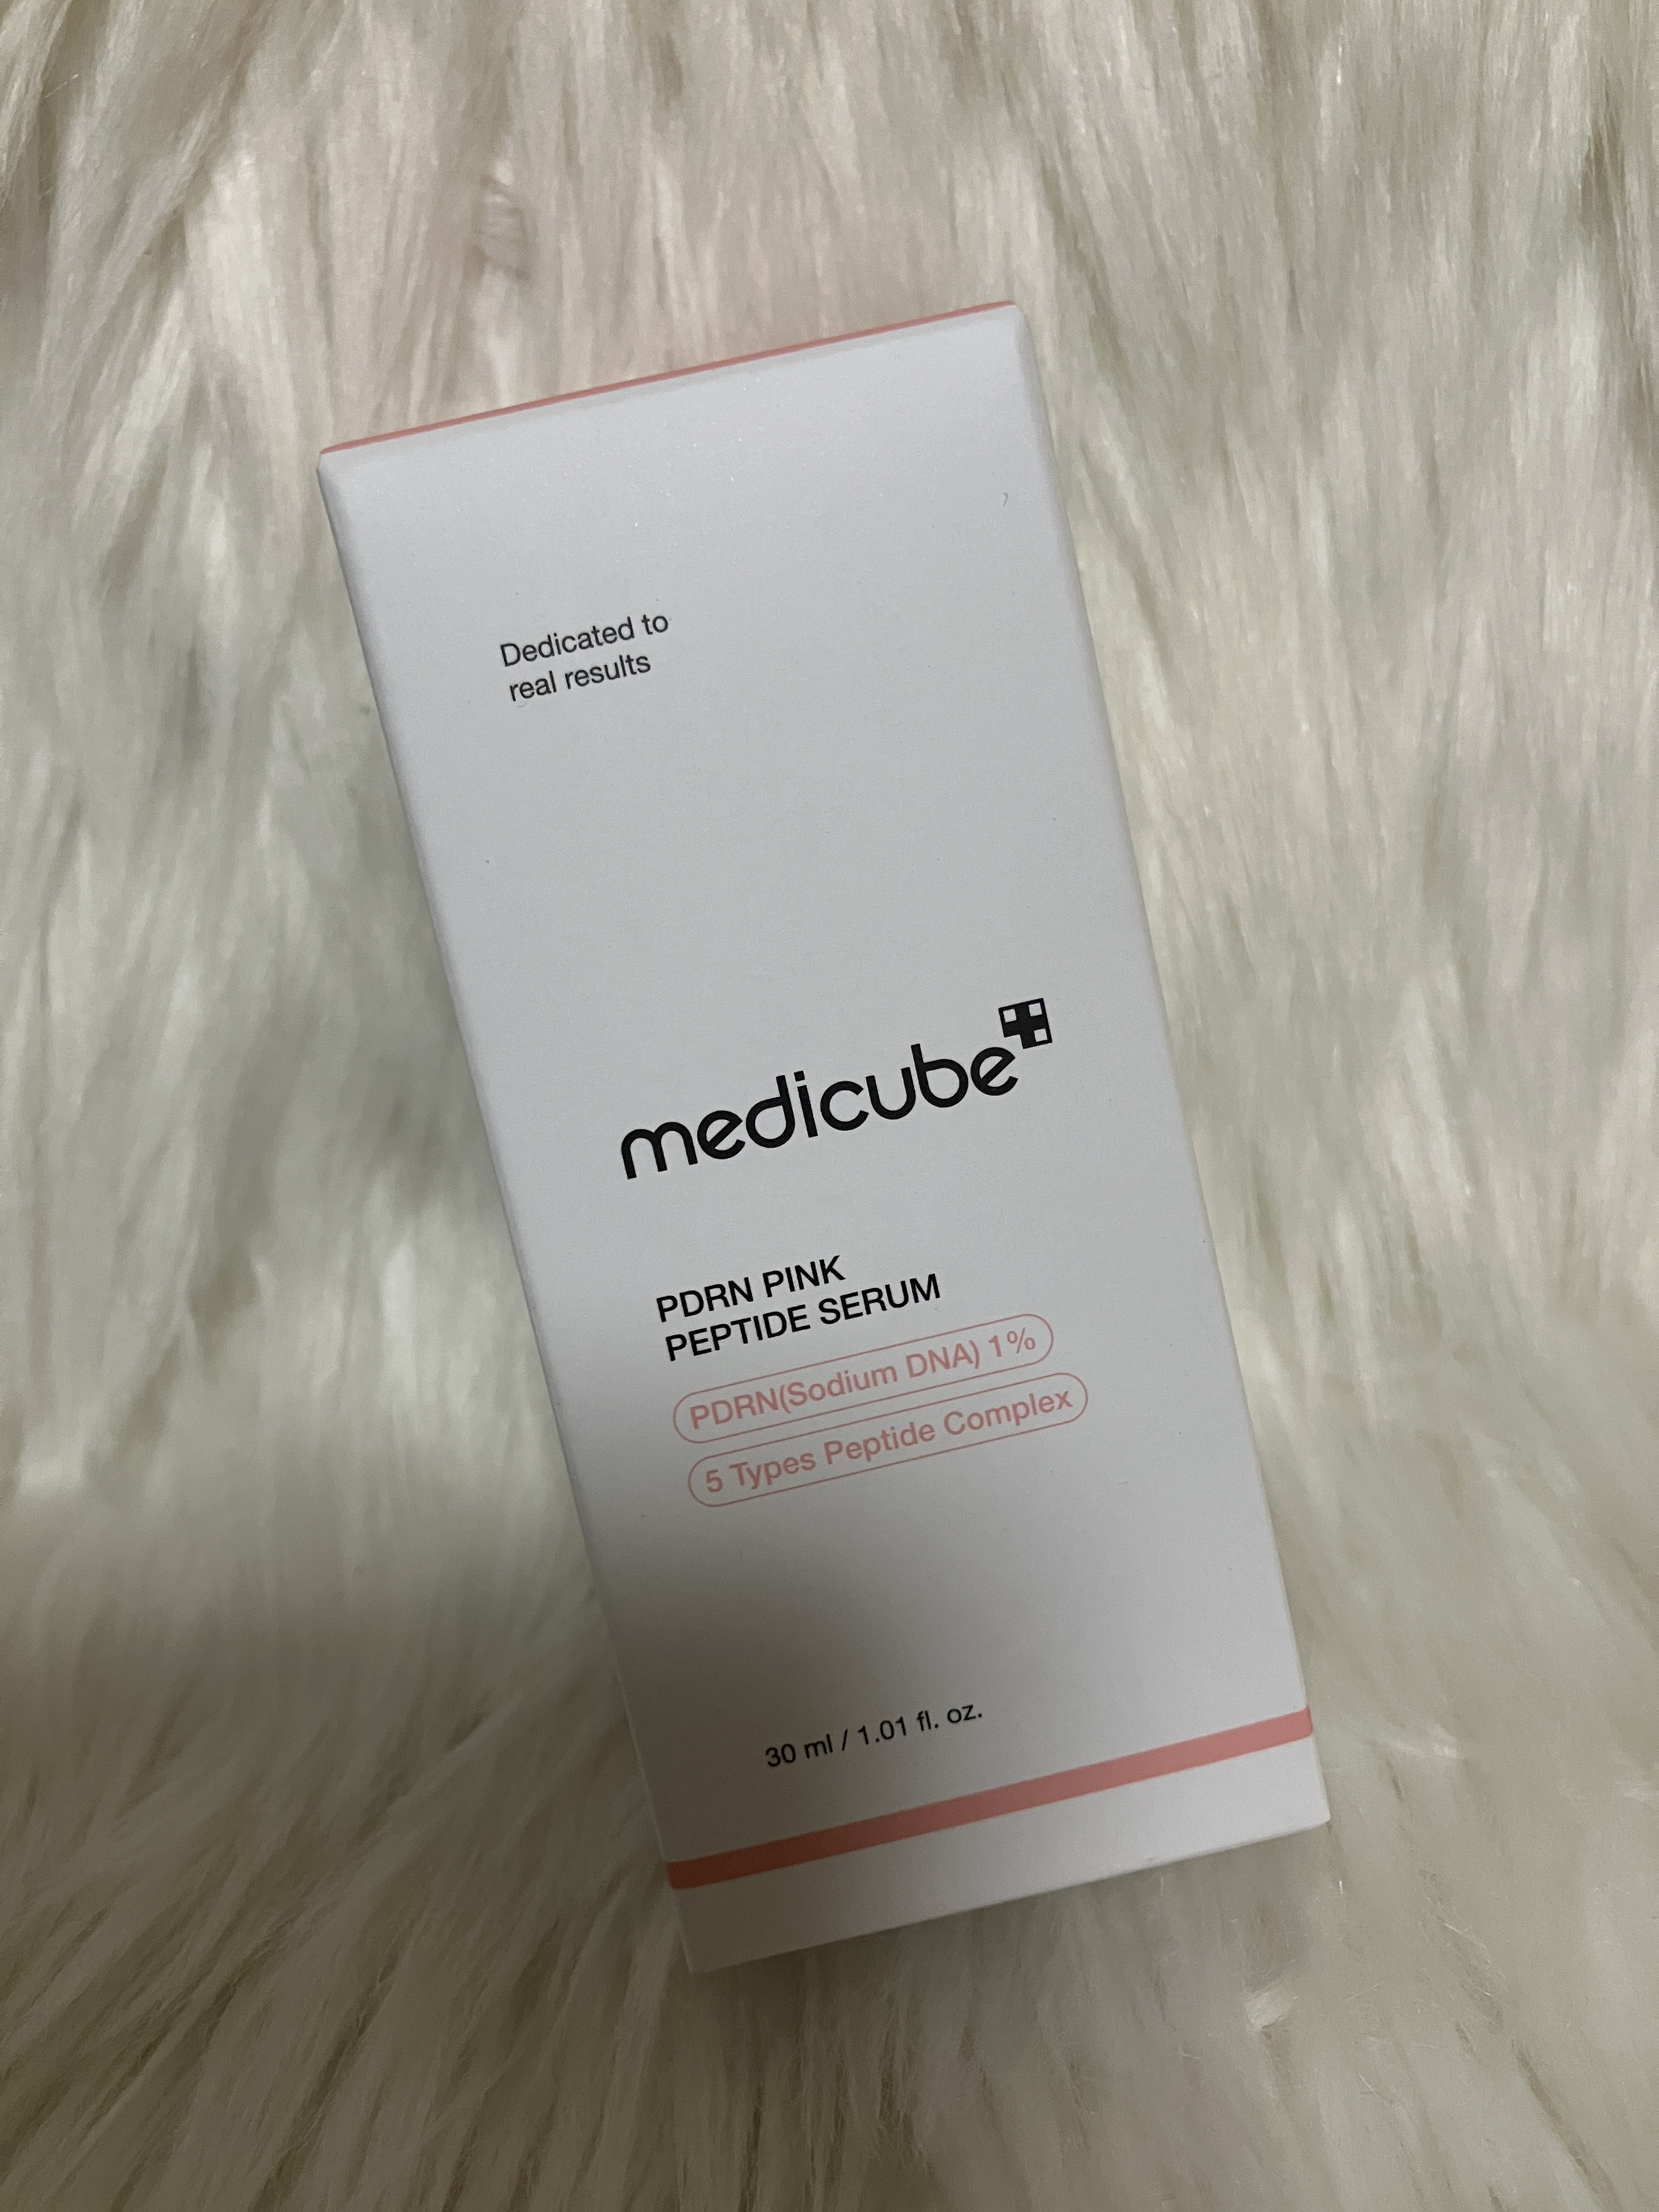 Dedicated to
real results
medicube
PDRN PINK
PEPTIDE SERUM
PDRN(Sodium DNA) 1%
5 Types Peptide Complex
30 ml / 1.01 fl. oz.